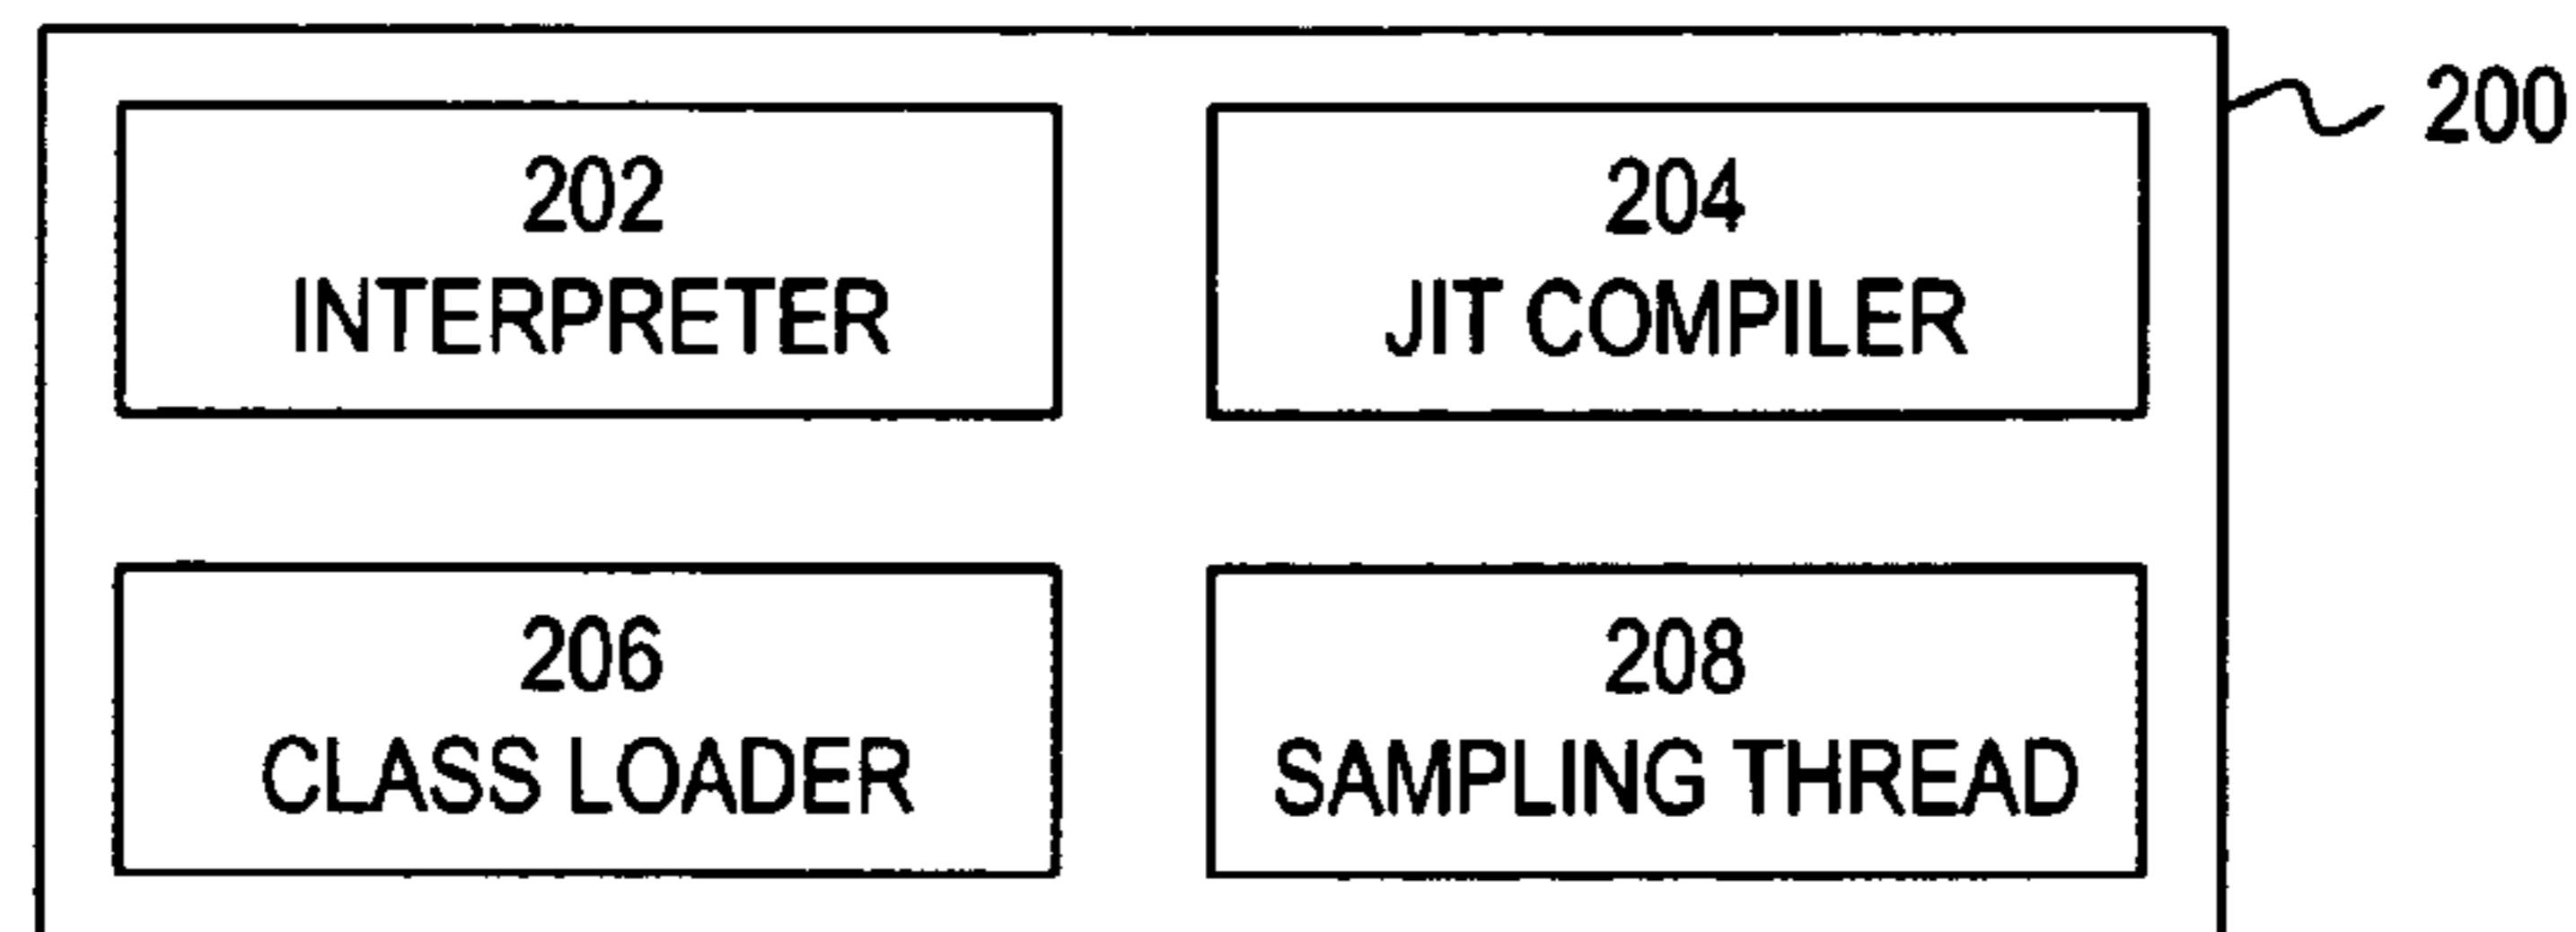 200
202
INTERPRETER
204
JIT COMPILER
206
CLASS LOADER
208
SAMPLING THREAD